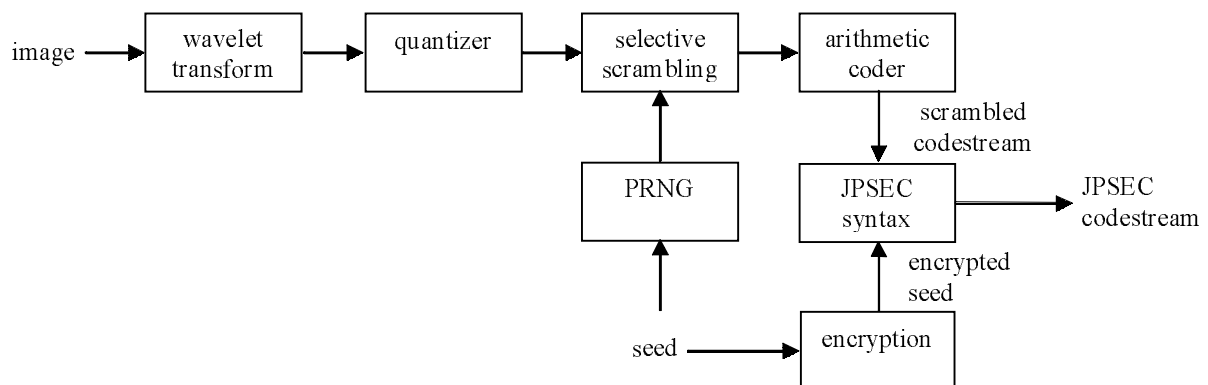 image
wavelet
transform
quantizer
selective
scrambling
arithmetic
coder
scrambled
codestream
PRNG
JPSEC
syntax
JPSEC
codestream
encrypted
seed
seed
encryption